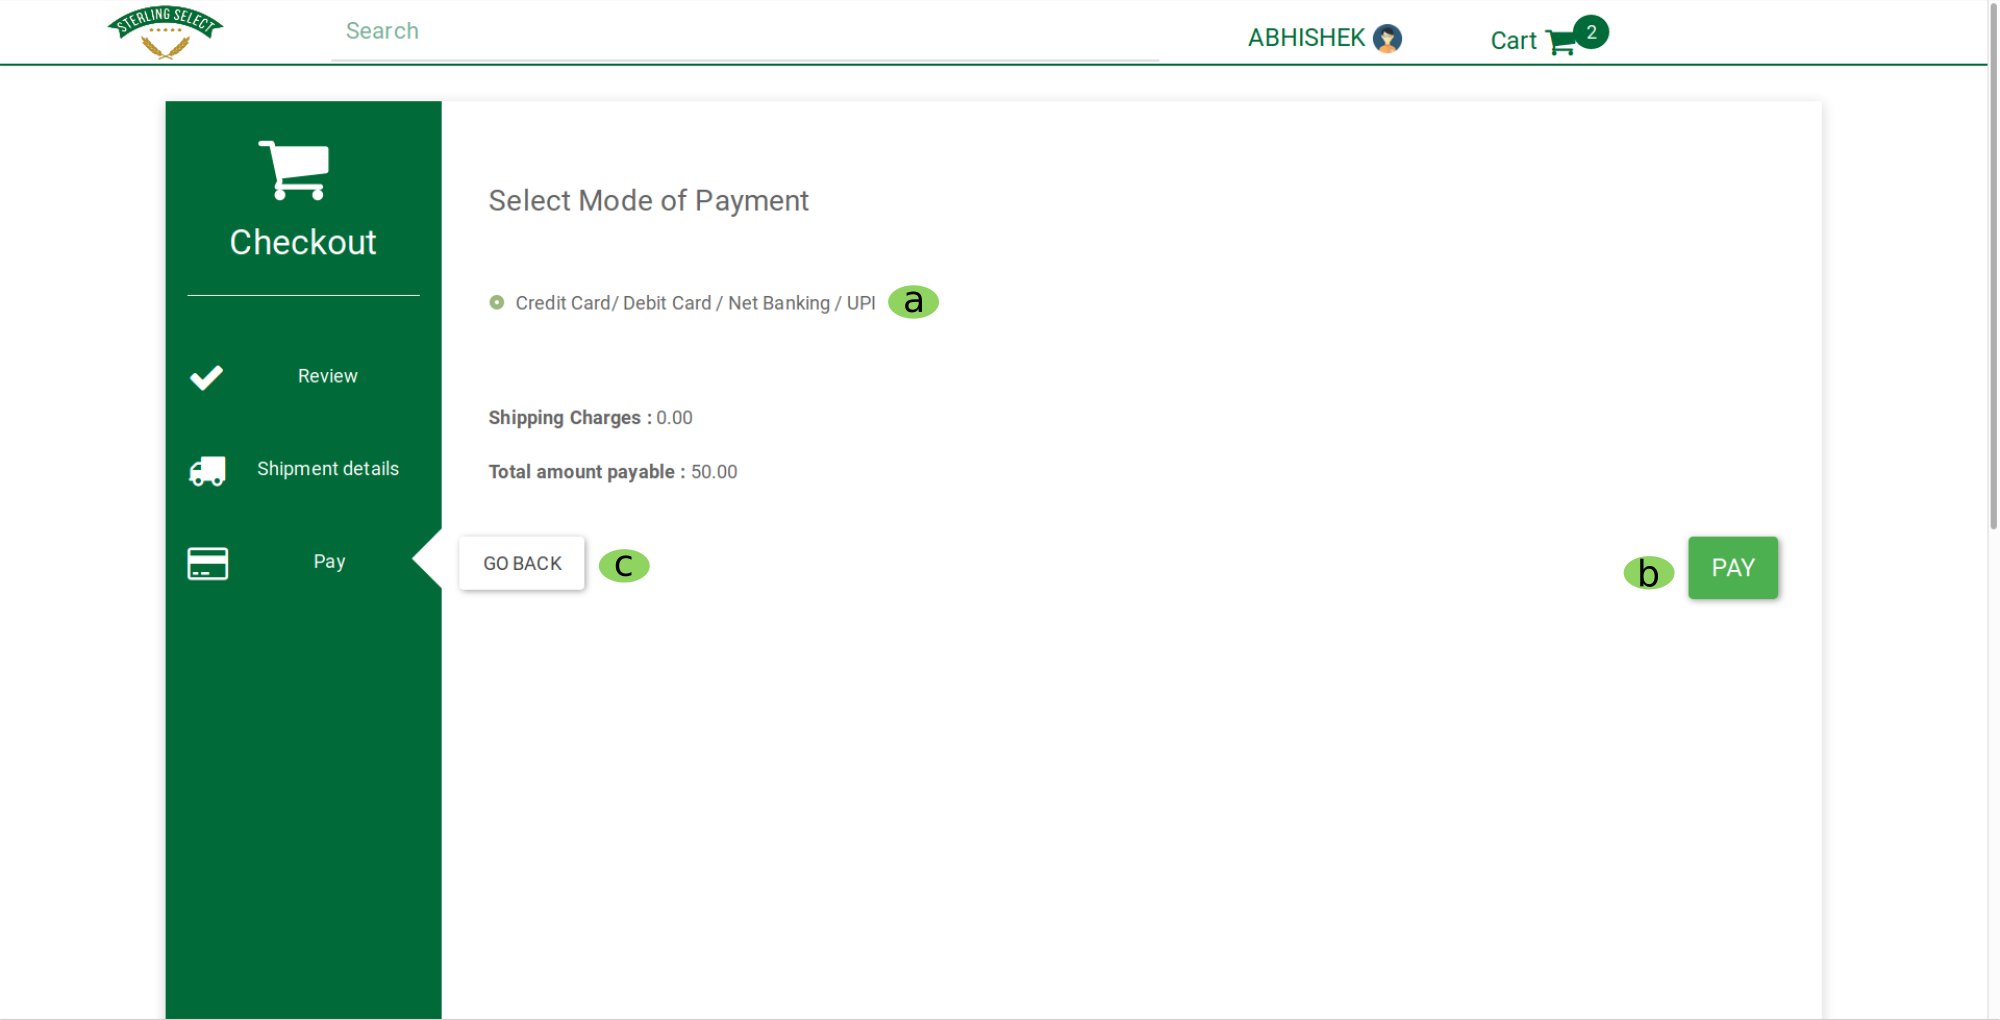 STERLING SELECT
Search
ABHISHEK
Cart 2
Checkout
Review
Shipment details
Pay
Select Mode of Payment
Credit Card/ Debit Card / Net Banking / UPI a
Shipping Charges : 0.00
Total amount payable : 50.00
GO BACK c
b PAY